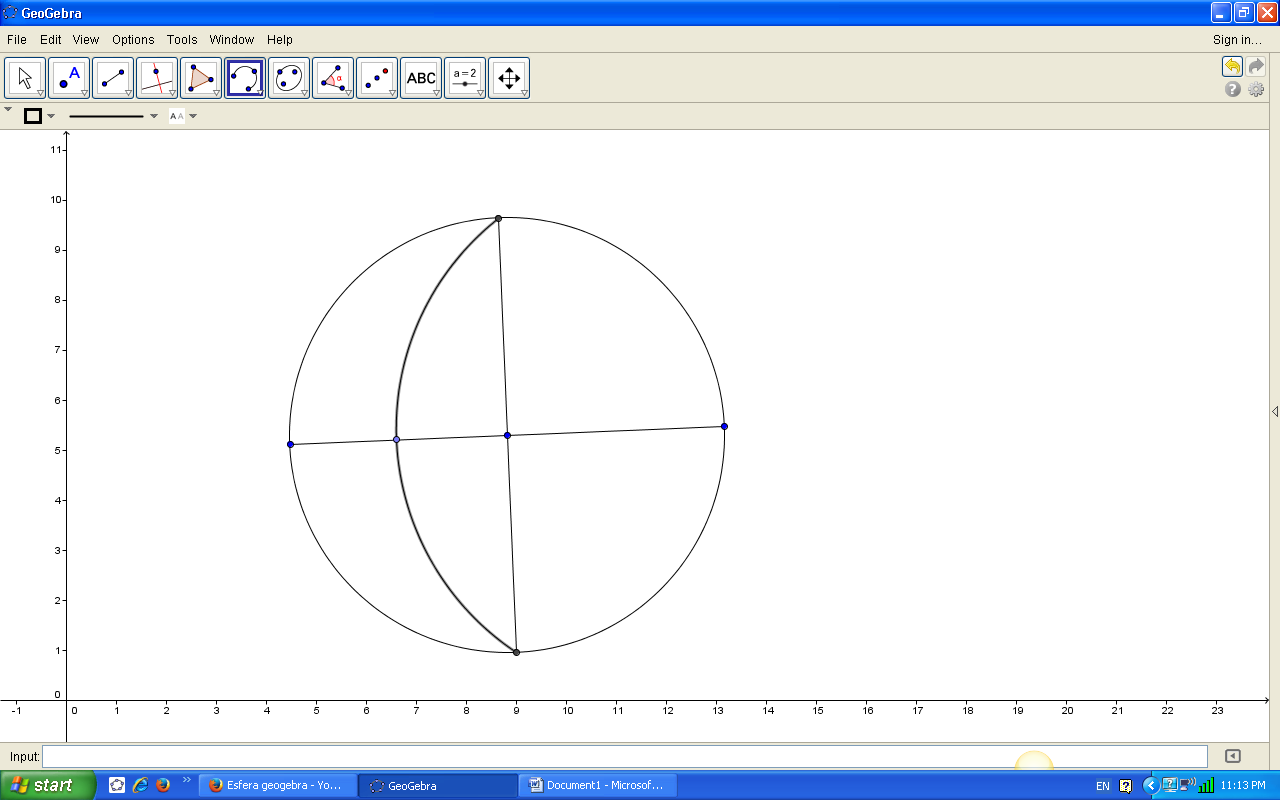 GeoGebra
File Edit View Options Tools Window Help Sign in...
A α ABC a = 2
A A
11
10
9
8
7
6
5
4
3
2
1
0
-1 0 1 2 3 4 5 6 7 8 9 10 11 12 13 14 15 16 17 18 19 20 21 22 23
Input:
start Esfera geogebra - Yo... GeoGebra Document1 - Microsof... EN 11:13 PM